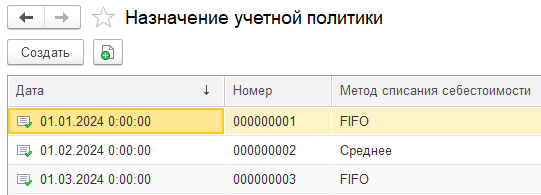 Назначение учетной политики
Создать
Дата ↓ Номер Метод списания себестоимости
01.01.2024 0:00:00 000000001 FIFO
01.02.2024 0:00:00 000000002 Среднее
01.03.2024 0:00:00 000000003 FIFO